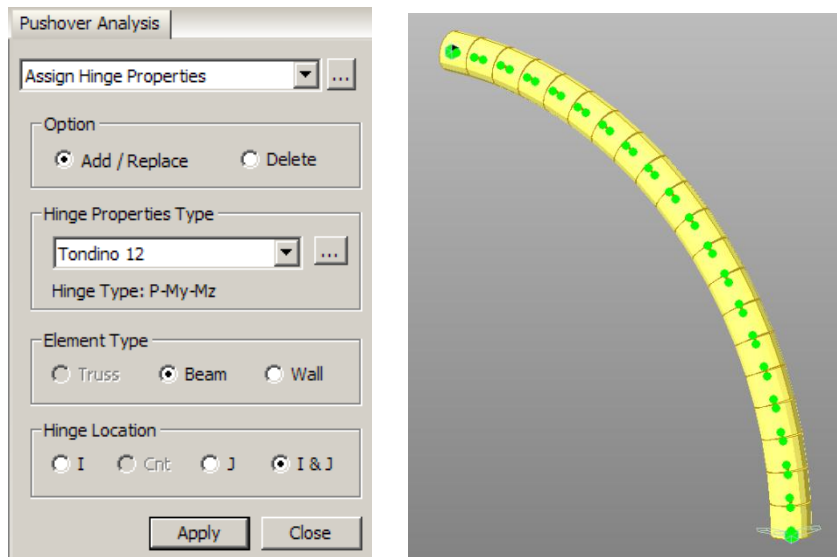 Pushover Analysis
Assign Hinge Properties ...
Option
Add / Replace Delete
Hinge Properties Type
Tondino 12 ...
Hinge Type: P-My-Mz
Element Type
Truss Beam Wall
Hinge Location
I Cnt J I & J
Apply Close